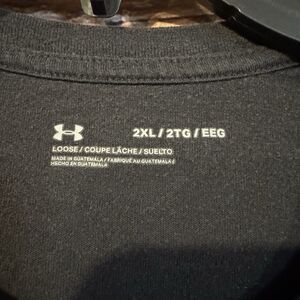 2XL / 2TG / EEG
LOOSE / COUPE LÂCHE / SUELTO
MADE IN GUATEMALA / FABRIQUÉ AU GUATEMALA /
HECHO EN GUATEMALA